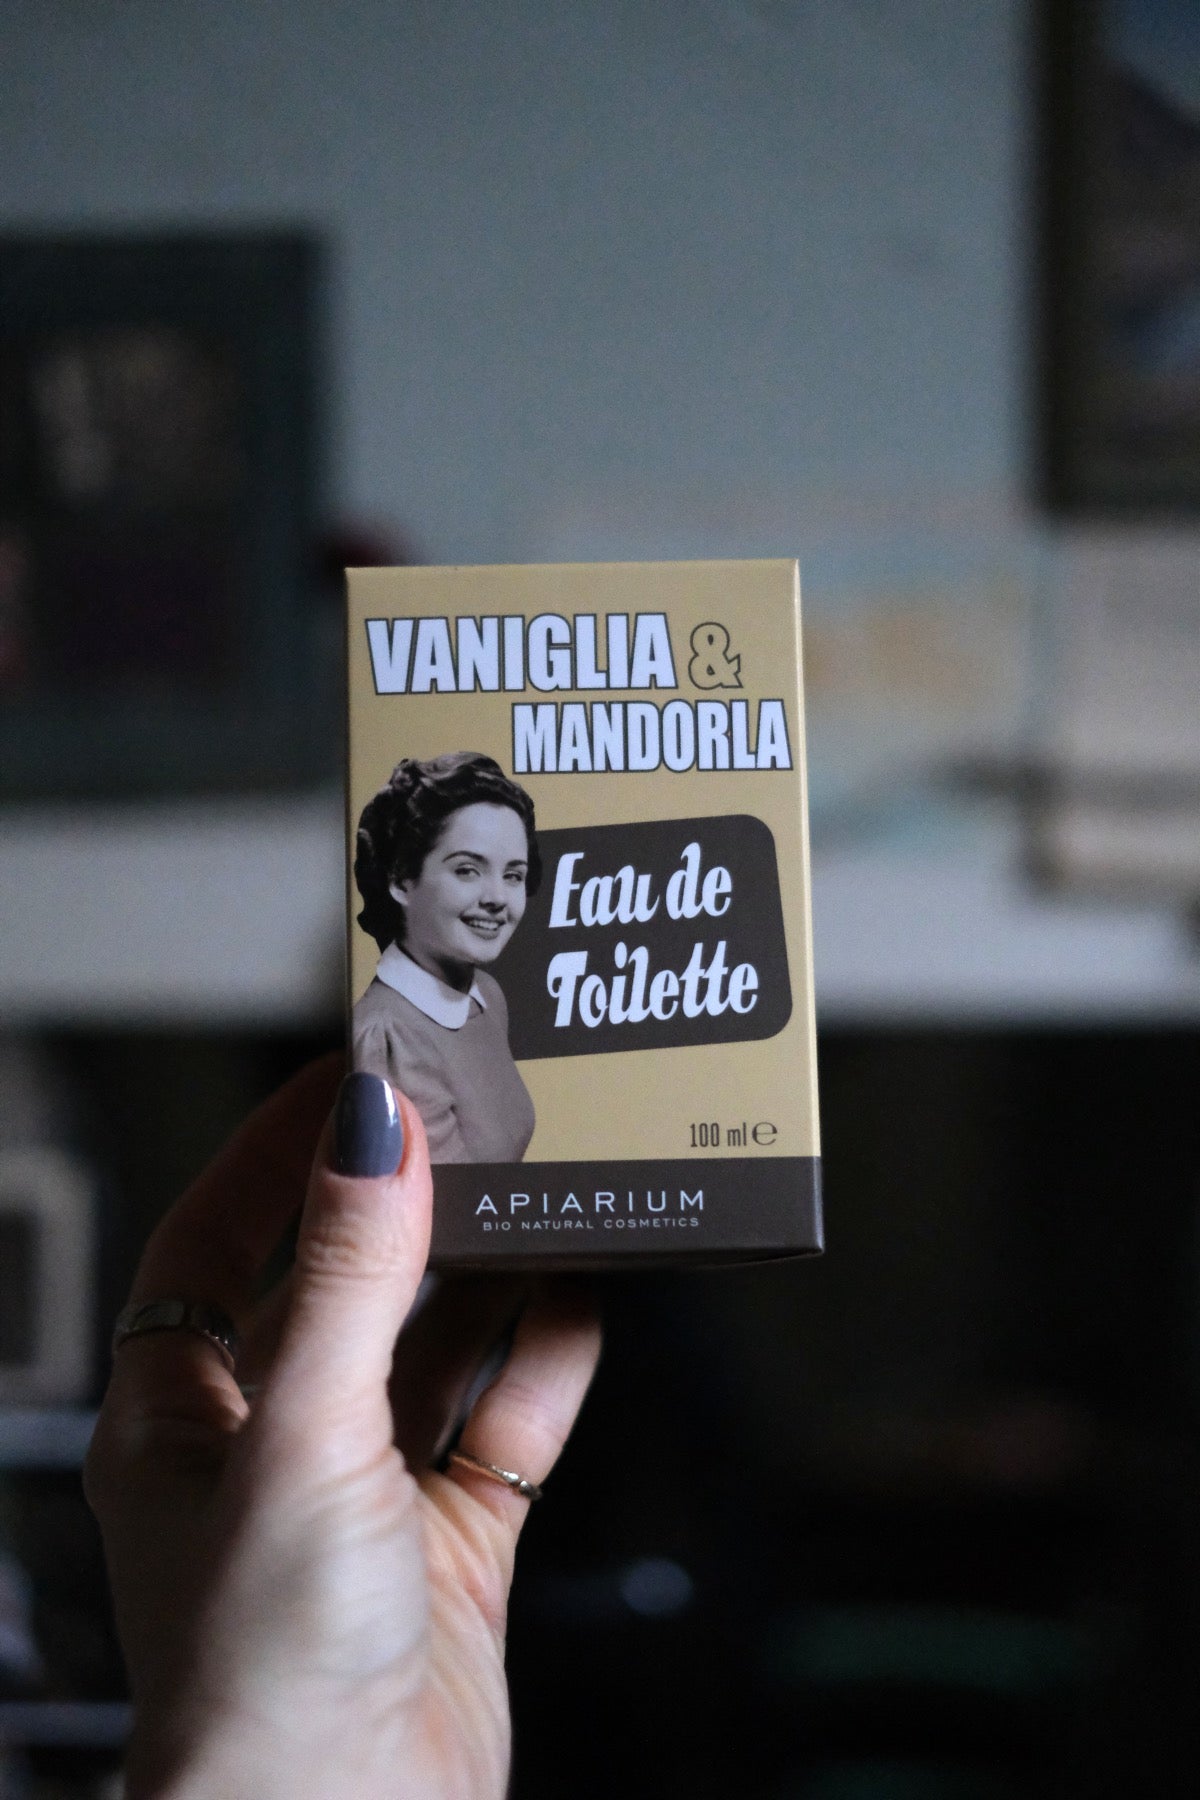 VANIGLIA &
MANDORLA
Eau de
Toilette
100 ml ℮
APIARIUM
BIO NATURAL COSMETICS